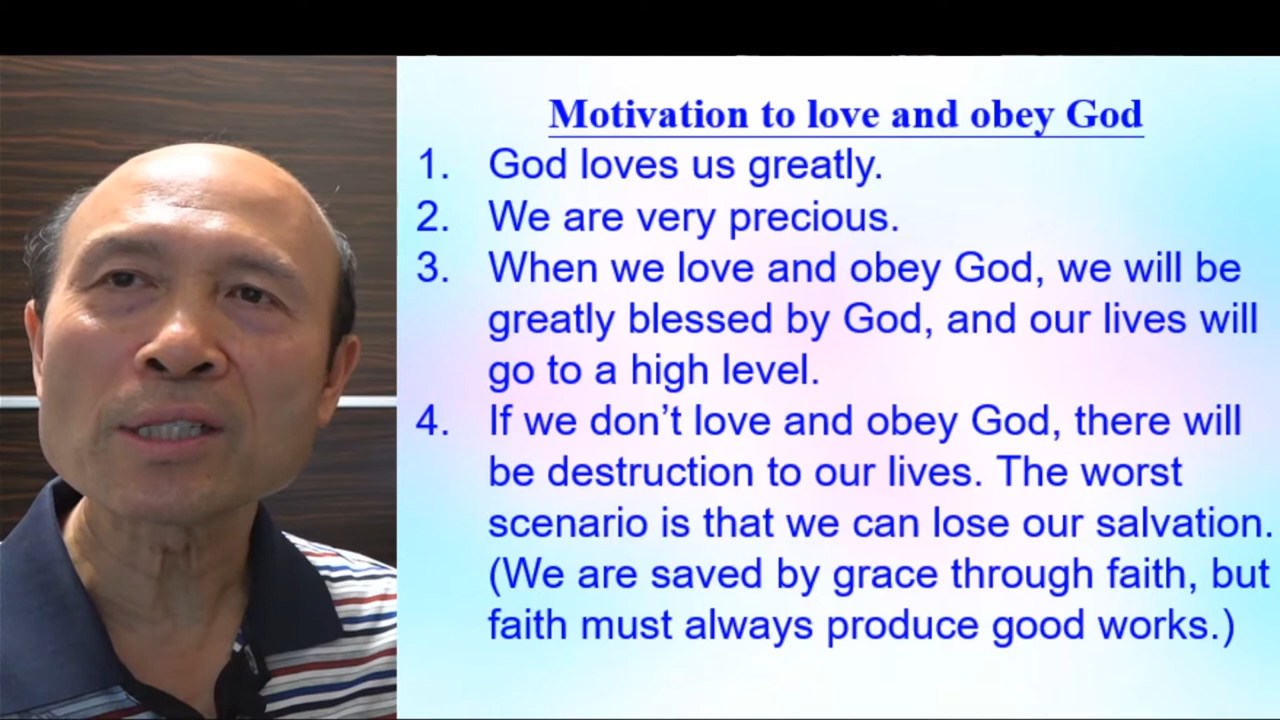 Motivation to love and obey God
1. God loves us greatly.
2. We are very precious.
3. When we love and obey God, we will be
greatly blessed by God, and our lives will
go to a high level.
4. If we don’t love and obey God, there will
be destruction to our lives. The worst
scenario is that we can lose our salvation.
(We are saved by grace through faith, but
faith must always produce good works.)